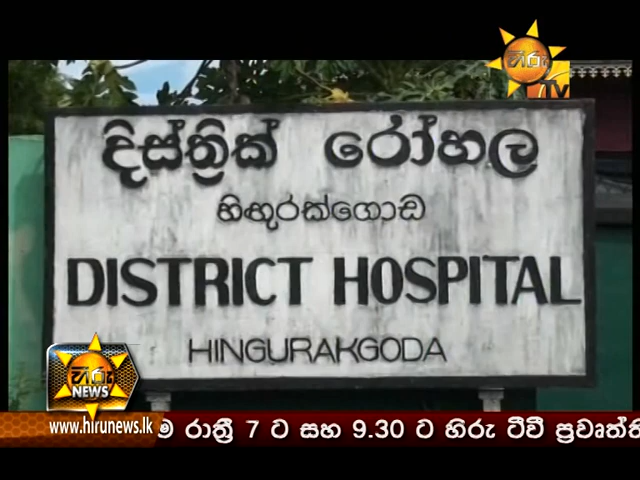 හිරු
TV
දිස්ත්‍රික් රෝහල
හිඟුරක්ගොඩ
DISTRICT HOSPITAL
HINGURAKGODA
හිරු
NEWS
www.hirunews.lk
ම රාත්‍රී 7 ට සහ 9.30 ට හිරු ටීවී ප්‍රවෘත්ති